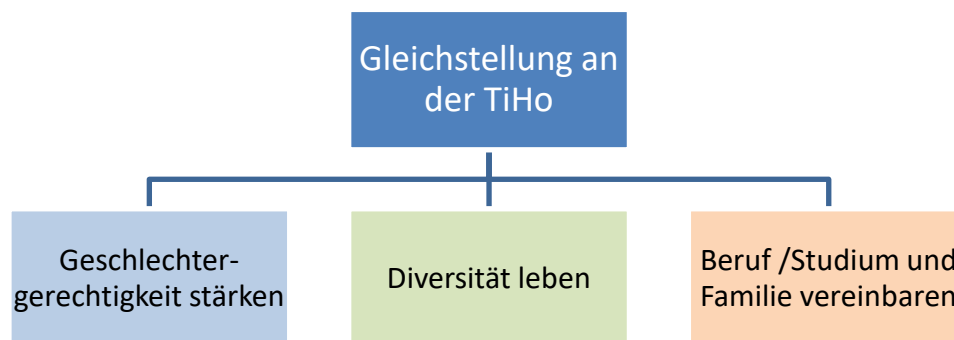 Gleichstellung an
der TiHo
Geschlechter-
gerechtigkeit stärken
Diversität leben
Beruf /Studium und
Familie vereinbaren